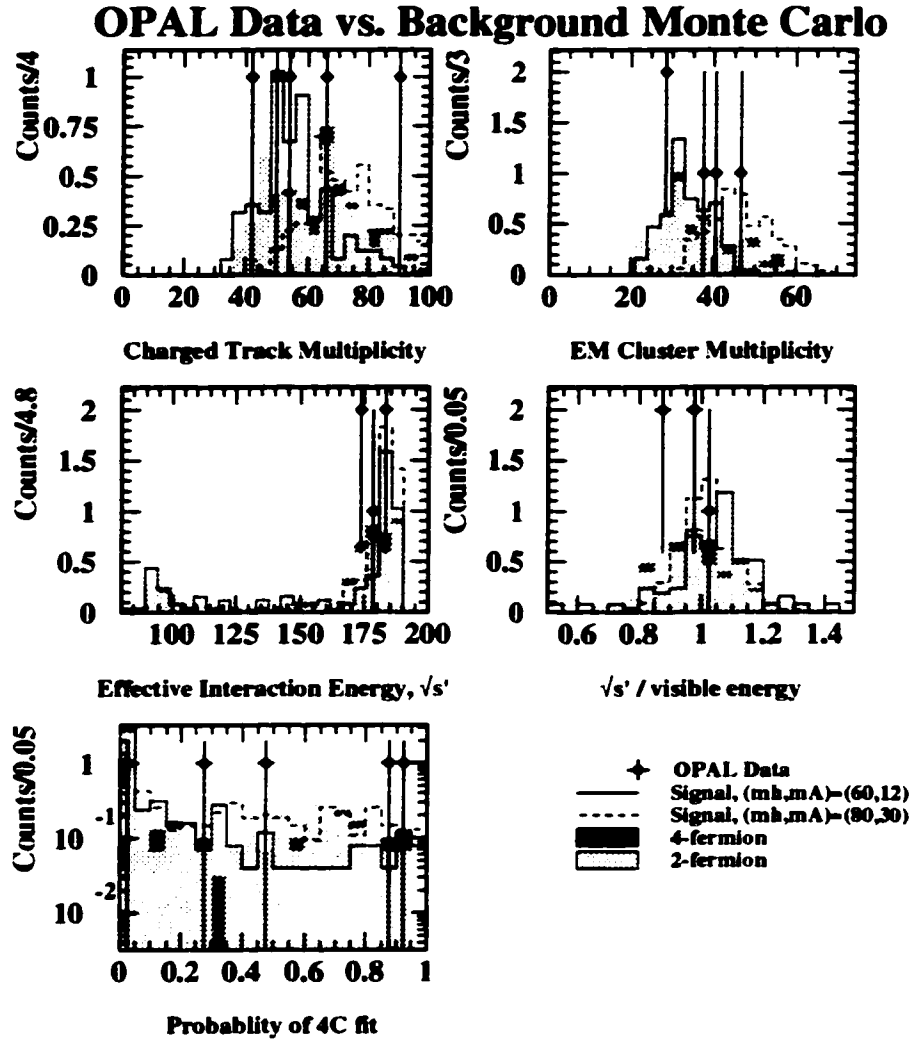 OPAL Data vs. Background Monte Carlo
Counts/4
1
0.75
0.5
0.25
0
0 20 40 60 80 100
Charged Track Multiplicity
Counts/3
2
1.5
1
0.5
0
0 20 40 60
EM Cluster Multiplicity
Counts/4.8
2
1.5
1
0.5
0
100 125 150 175 200
Effective Interaction Energy, √s'
Counts/0.05
2
1.5
1
0.5
0
0.6 0.8 1 1.2 1.4
√s' / visible energy
Counts/0.05
1
10 -1
10 -2
0 0.2 0.4 0.6 0.8 1
Probablity of 4C fit
OPAL Data
Signal, (mh,mA)=(60,12)
Signal, (mh,mA)=(80,30)
4-fermion
2-fermion